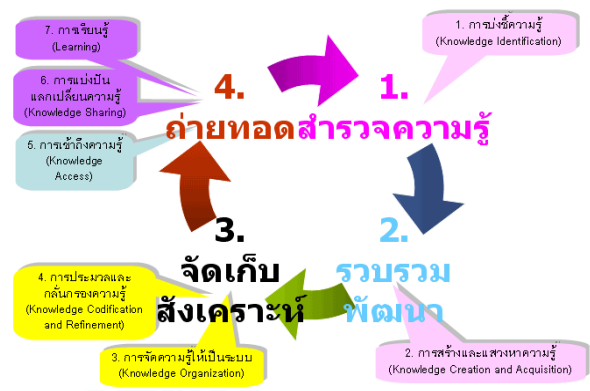 7. การเรียนรู้
(Learning)
6. การแบ่งปัน
แลกเปลี่ยนความรู้
(Knowledge Sharing)
5. การเข้าถึงความรู้
(Knowledge
Access)
1. การบ่งชี้ความรู้
(Knowledge Identification)
4.
ถ่ายทอด
1.
สำรวจความรู้
3.
จัดเก็บ
สังเคราะห์
2.
รวบรวม
พัฒนา
4. การประมวลและ
กลั่นกรองความรู้
(Knowledge Codification
and Refinement)
3. การจัดความรู้ให้เป็นระบบ
(Knowledge Organization)
2. การสร้างและแสวงหาความรู้
(Knowledge Creation and Acquisition)